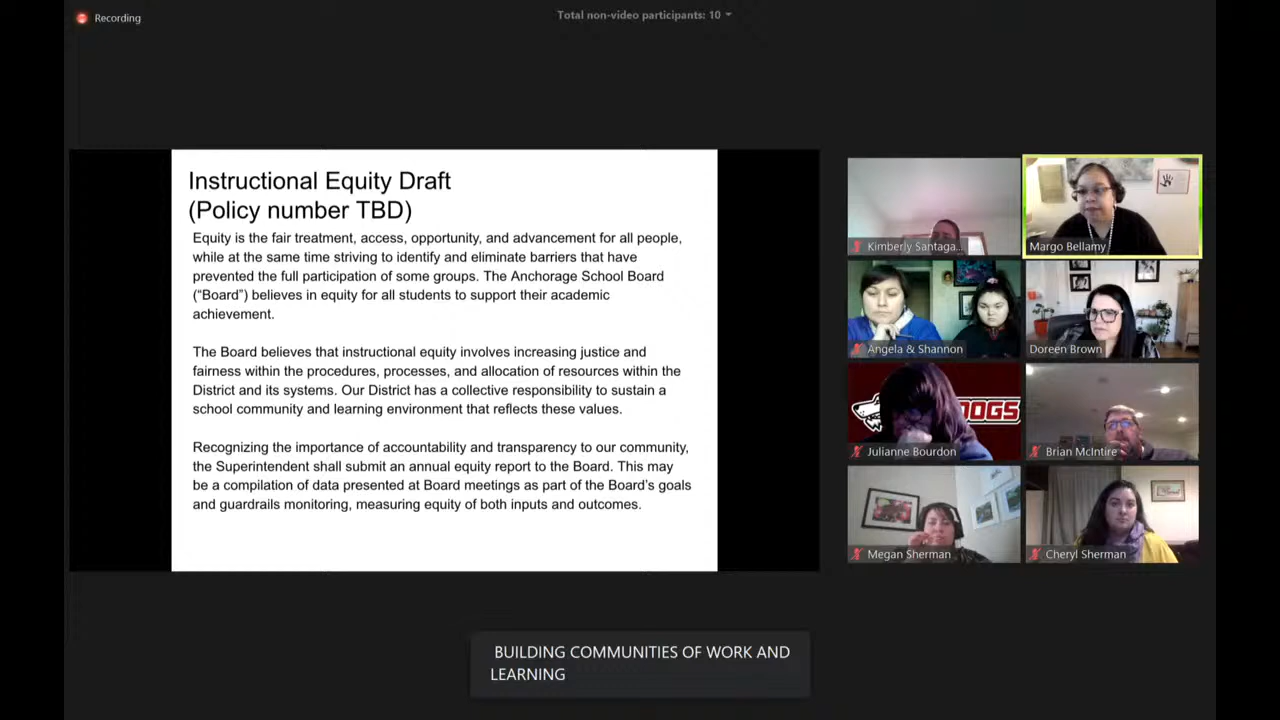 Recording
Total non-video participants: 10
Instructional Equity Draft
(Policy number TBD)
Equity is the fair treatment, access, opportunity, and advancement for all people,
while at the same time striving to identify and eliminate barriers that have
prevented the full participation of some groups. The Anchorage School Board
(“Board”) believes in equity for all students to support their academic
achievement.
The Board believes that instructional equity involves increasing justice and
fairness within the procedures, processes, and allocation of resources within the
District and its systems. Our District has a collective responsibility to sustain a
school community and learning environment that reflects these values.
Recognizing the importance of accountability and transparency to our community,
the Superintendent shall submit an annual equity report to the Board. This may
be a compilation of data presented at Board meetings as part of the Board’s goals
and guardrails monitoring, measuring equity of both inputs and outcomes.
Kimberly Santaga...
Margo Bellamy
Angela & Shannon
Doreen Brown
OGS
Julianne Bourdon
Brian McIntire
Megan Sherman
Cheryl Sherman
BUILDING COMMUNITIES OF WORK AND
LEARNING